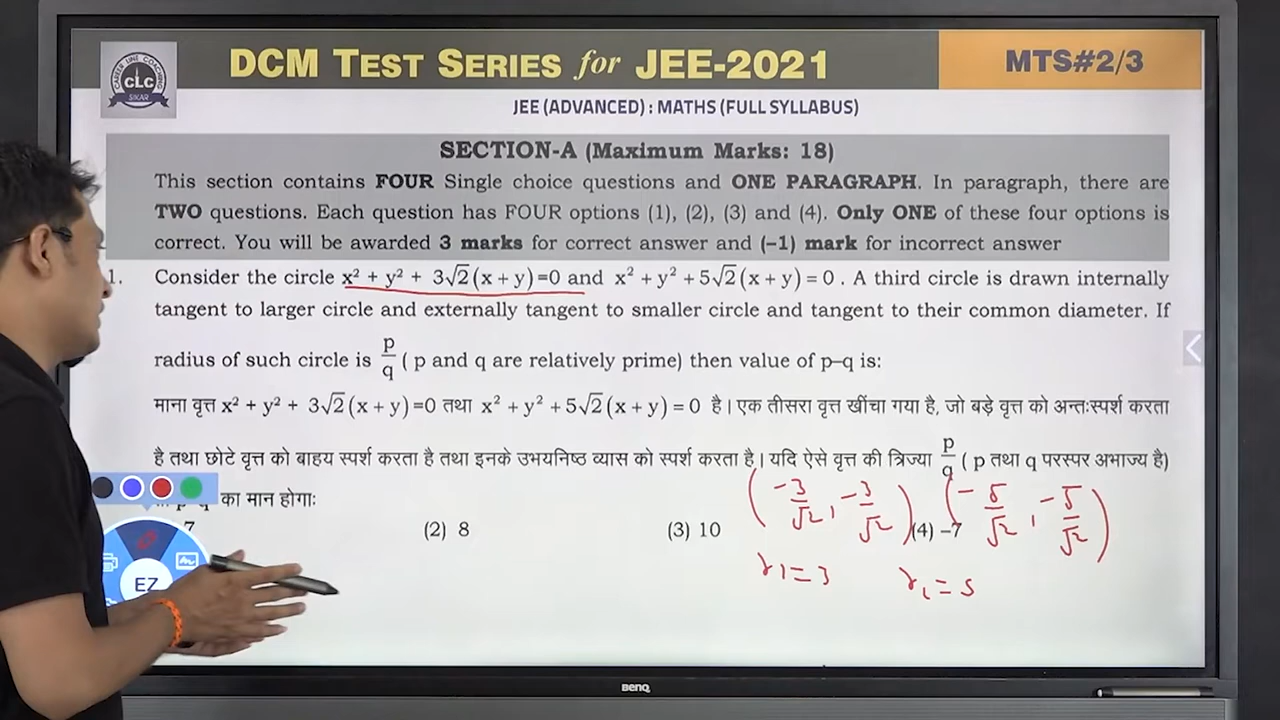 CAREER LINE COACHING
CLC
SIKAR
DCM TEST SERIES for JEE-2021
MTS#2/3
JEE (ADVANCED) : MATHS (FULL SYLLABUS)
SECTION-A (Maximum Marks: 18)
This section contains FOUR Single choice questions and ONE PARAGRAPH. In paragraph, there are
TWO questions. Each question has FOUR options (1), (2), (3) and (4). Only ONE of these four options is
correct. You will be awarded 3 marks for correct answer and (–1) mark for incorrect answer
1. Consider the circle x² + y² + 3√2(x + y)=0 and x² + y² + 5√2(x + y) = 0 . A third circle is drawn internally
tangent to larger circle and externally tangent to smaller circle and tangent to their common diameter. If
radius of such circle is p/q ( p and q are relatively prime) then value of p–q is:
माना वृत्त x² + y² + 3√2(x + y)=0 तथा x² + y² + 5√2(x + y) = 0 है। एक तीसरा वृत्त खींचा गया है, जो बड़े वृत्त को अन्तःस्पर्श करता
है तथा छोटे वृत्त को बाह्य स्पर्श करता है तथा इनके उभयनिष्ठ व्यास को स्पर्श करता है। यदि ऐसे वृत्त की त्रिज्या p/q ( p तथा q परस्पर अभाज्य है)
का मान होगाः
(-3/√2, -3/√2) (-5/√2, -5/√2)
7 (2) 8 (3) 10 (4) –7
r1=3 r2=5
EZ
BenQ